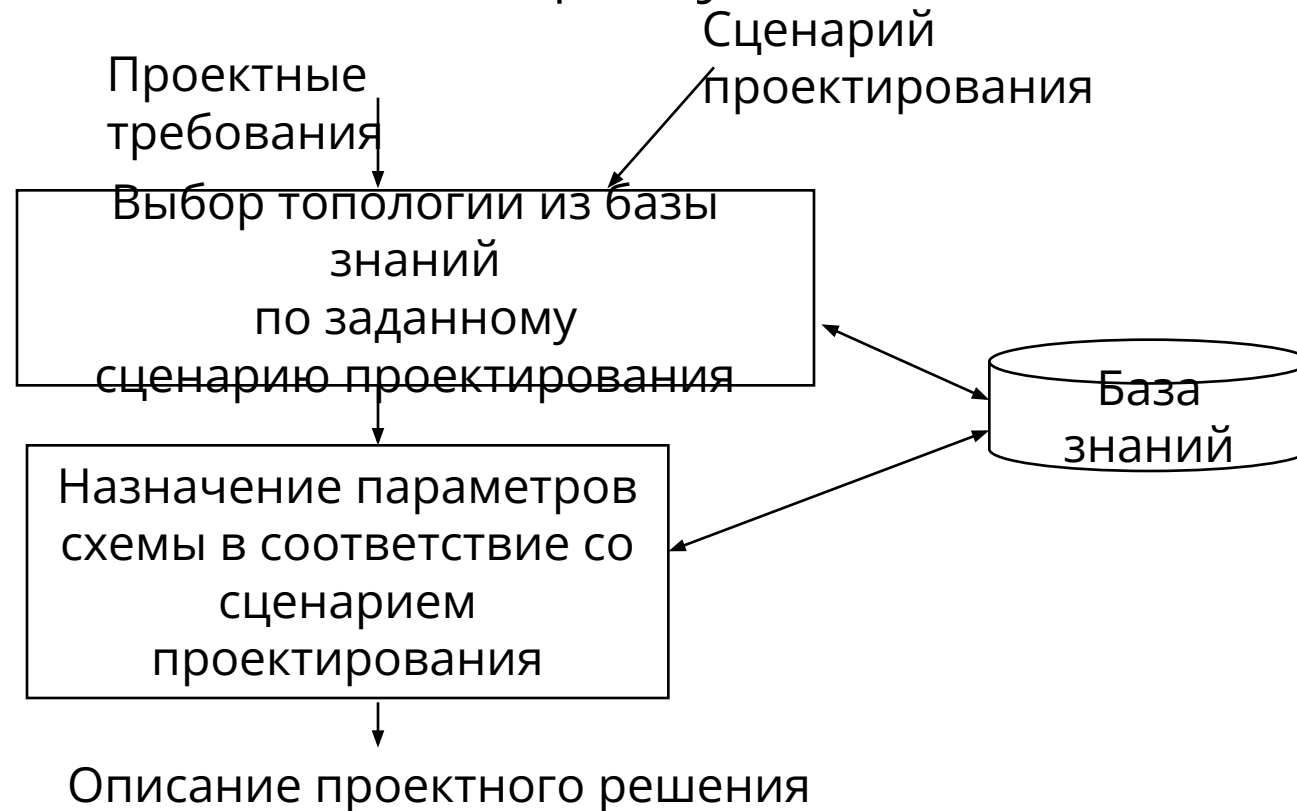 Сценарий
проектирования
Проектные
требования
Выбор топологии из базы
знаний
по заданному
сценарию проектирования
База
знаний
Назначение параметров
схемы в соответствие со
сценарием
проектирования
Описание проектного решения